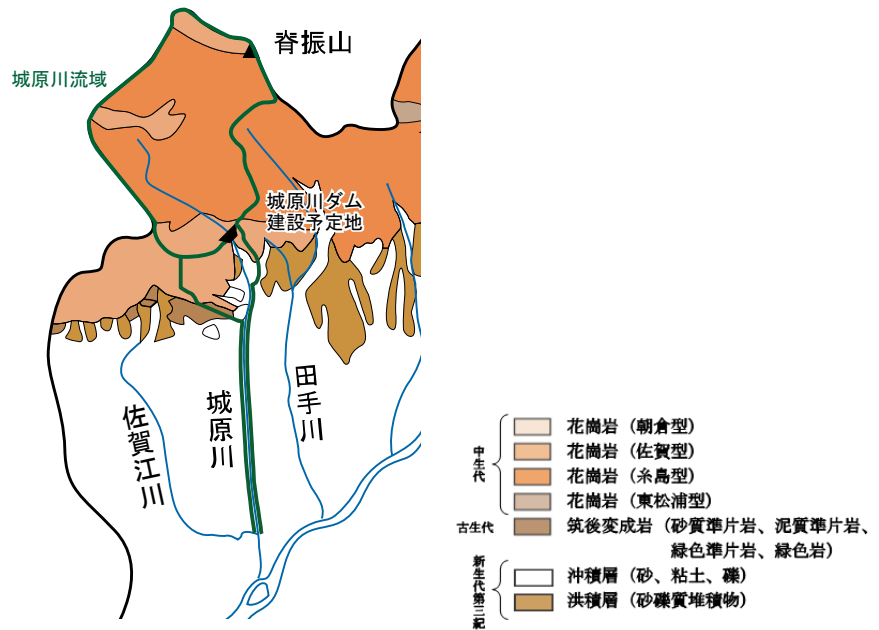 脊振山
城原川流域
城原川ダム
建設予定地
佐賀江川
城原川
田手川
中生代
花崗岩（朝倉型）
花崗岩（佐賀型）
花崗岩（糸島型）
花崗岩（東松浦型）
古生代
筑後変成岩（砂質準片岩、泥質準片岩、
緑色準片岩、緑色岩）
新生代第三紀
沖積層（砂、粘土、礫）
洪積層（砂礫質堆積物）